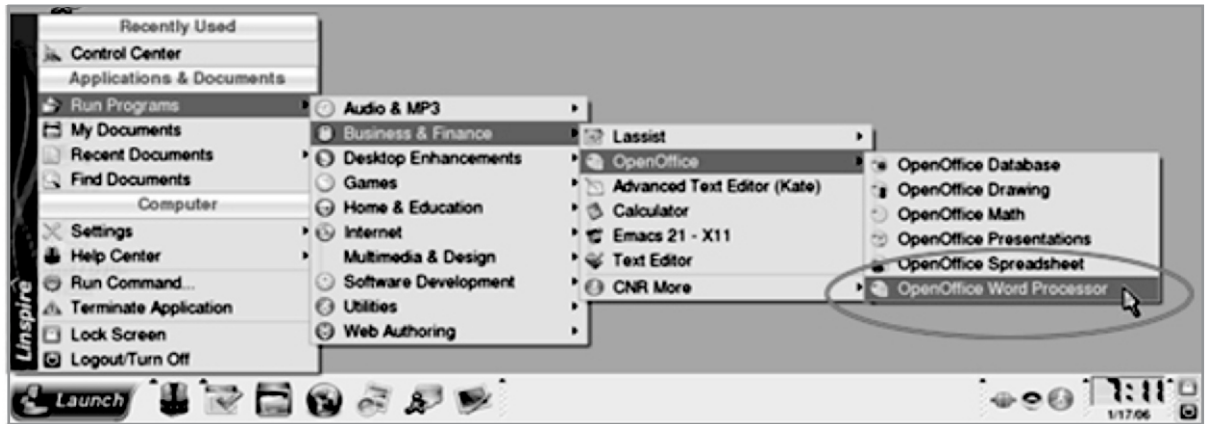 Recently Used
Control Center
Applications & Documents
Run Programs
My Documents
Recent Documents
Find Documents
Computer
Settings
Help Center
Run Command...
Terminate Application
Lock Screen
Logout/Turn Off
Linspire
Audio & MP3
Business & Finance
Desktop Enhancements
Games
Home & Education
Internet
Multimedia & Design
Software Development
Utilities
Web Authoring
Lassist
OpenOffice
Advanced Text Editor (Kate)
Calculator
Emacs 21 - X11
Text Editor
CNR More
OpenOffice Database
OpenOffice Drawing
OpenOffice Math
OpenOffice Presentations
OpenOffice Spreadsheet
OpenOffice Word Processor
Launch
7:11
1/17/06